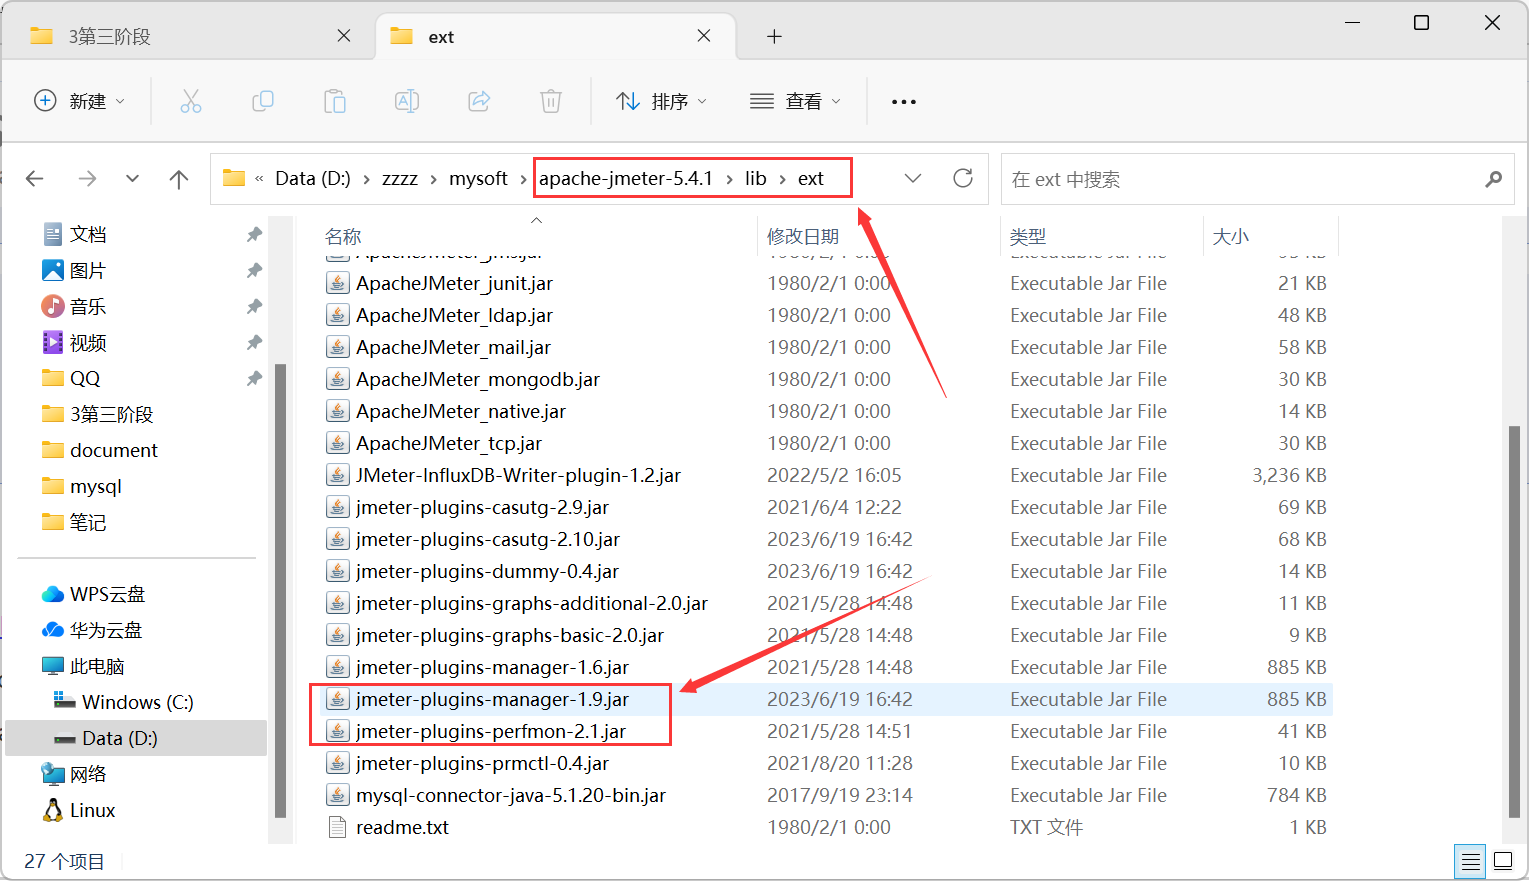 3第三阶段
ext
新建
排序
查看
« Data (D:) › zzzz › mysoft › apache-jmeter-5.4.1 › lib › ext
在 ext 中搜索
文档
图片
音乐
视频
QQ
3第三阶段
document
mysql
笔记
WPS云盘
华为云盘
此电脑
Windows (C:)
Data (D:)
网络
Linux
名称 修改日期 类型 大小
ApacheJMeter_junit.jar 1980/2/1 0:00 Executable Jar File 21 KB
ApacheJMeter_ldap.jar 1980/2/1 0:00 Executable Jar File 48 KB
ApacheJMeter_mail.jar 1980/2/1 0:00 Executable Jar File 58 KB
ApacheJMeter_mongodb.jar 1980/2/1 0:00 Executable Jar File 30 KB
ApacheJMeter_native.jar 1980/2/1 0:00 Executable Jar File 14 KB
ApacheJMeter_tcp.jar 1980/2/1 0:00 Executable Jar File 30 KB
JMeter-InfluxDB-Writer-plugin-1.2.jar 2022/5/2 16:05 Executable Jar File 3,236 KB
jmeter-plugins-casutg-2.9.jar 2021/6/4 12:22 Executable Jar File 69 KB
jmeter-plugins-casutg-2.10.jar 2023/6/19 16:42 Executable Jar File 68 KB
jmeter-plugins-dummy-0.4.jar 2023/6/19 16:42 Executable Jar File 14 KB
jmeter-plugins-graphs-additional-2.0.jar 2021/5/28 14:48 Executable Jar File 11 KB
jmeter-plugins-graphs-basic-2.0.jar 2021/5/28 14:48 Executable Jar File 9 KB
jmeter-plugins-manager-1.6.jar 2021/5/28 14:48 Executable Jar File 885 KB
jmeter-plugins-manager-1.9.jar 2023/6/19 16:42 Executable Jar File 885 KB
jmeter-plugins-perfmon-2.1.jar 2021/5/28 14:51 Executable Jar File 41 KB
jmeter-plugins-prmctl-0.4.jar 2021/8/20 11:28 Executable Jar File 10 KB
mysql-connector-java-5.1.20-bin.jar 2017/9/19 23:14 Executable Jar File 784 KB
readme.txt 1980/2/1 0:00 TXT 文件 1 KB
27 个项目